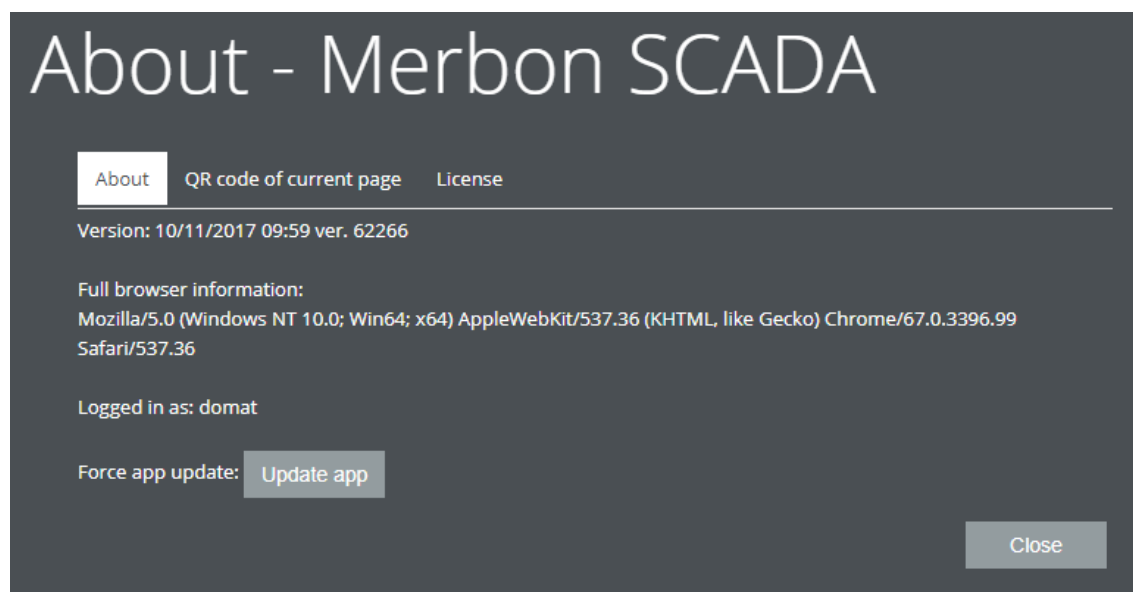 About - Merbon SCADA
About QR code of current page License
Version: 10/11/2017 09:59 ver. 62266
Full browser information:
Mozilla/5.0 (Windows NT 10.0; Win64; x64) AppleWebKit/537.36 (KHTML, like Gecko) Chrome/67.0.3396.99
Safari/537.36
Logged in as: domat
Force app update: Update app
Close